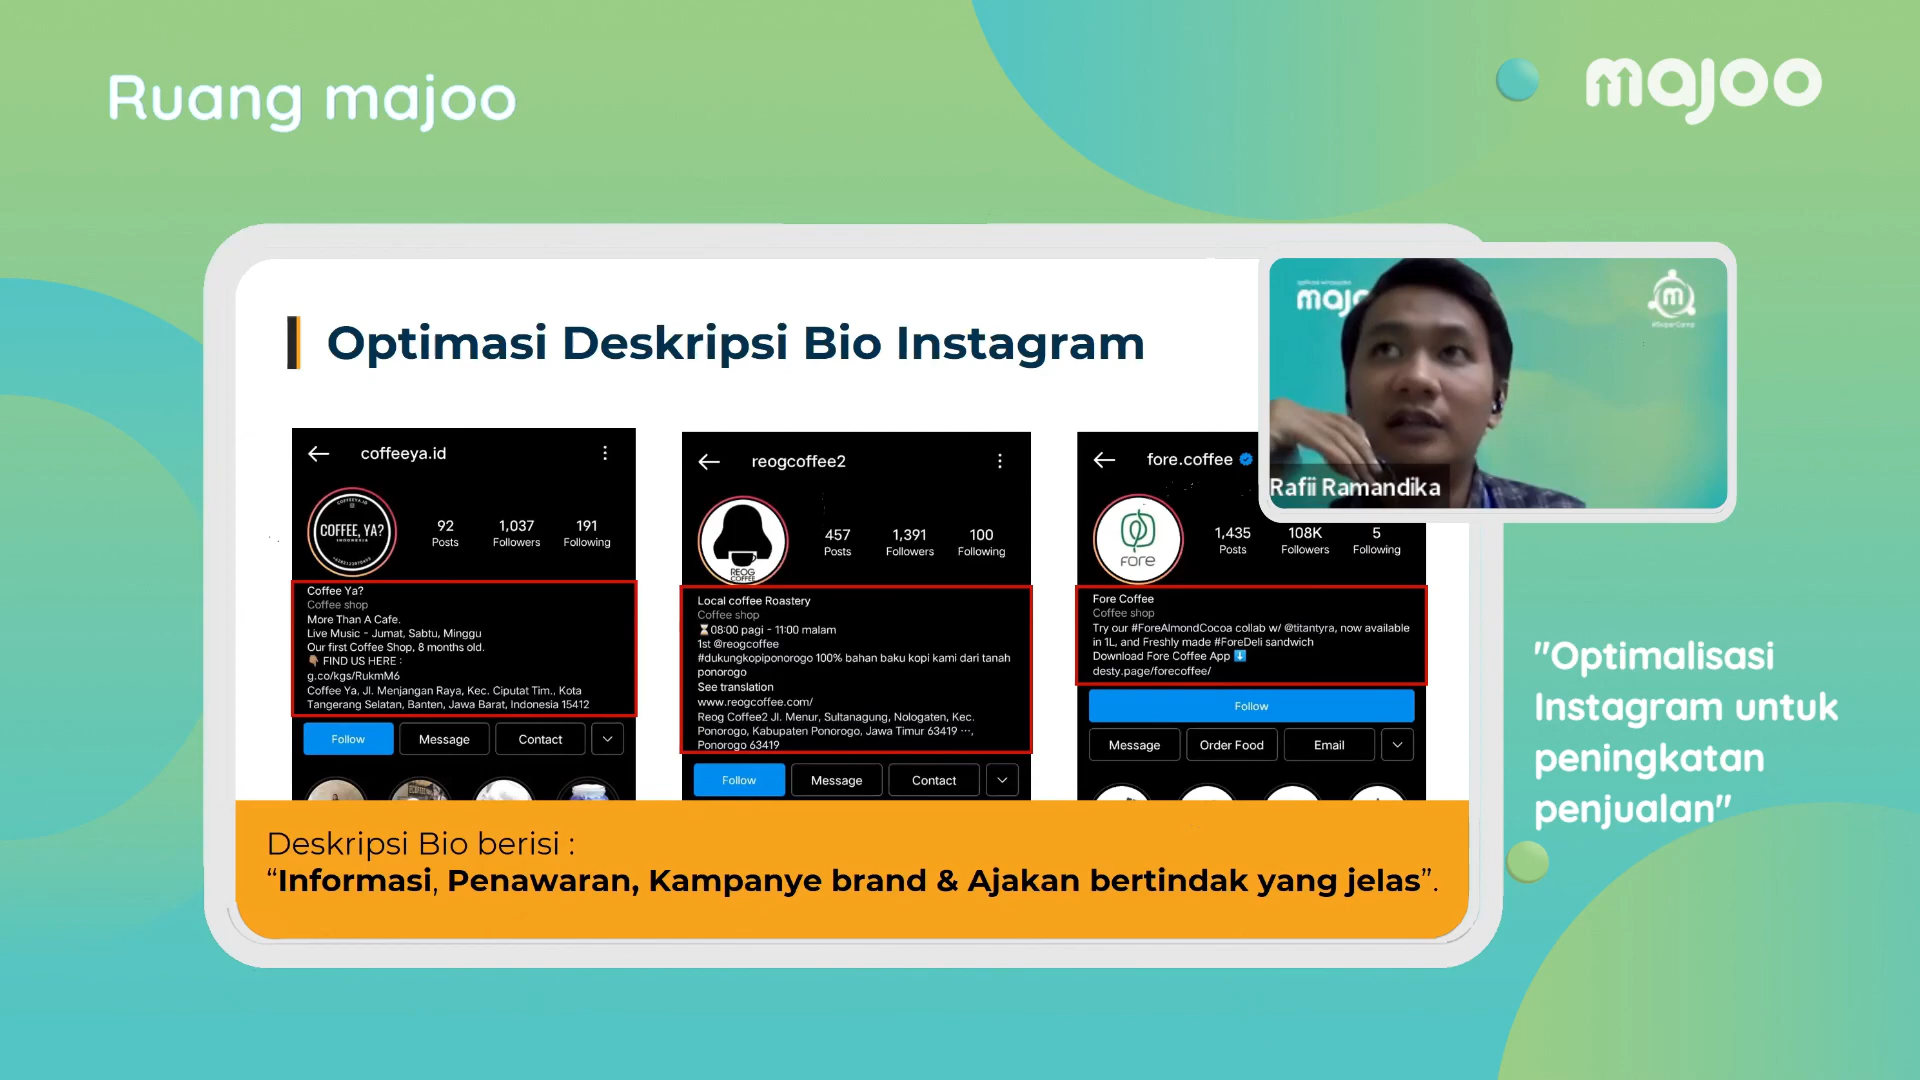 Ruang majoo
majoo
Optimasi Deskripsi Bio Instagram
majo
Rafii Ramandika
coffeeya.id
COFFEE, YA?
INDONESIA
92
Posts
1,037
Followers
191
Following
Coffee Ya?
Coffee shop
More Than A Cafe.
Live Music - Jumat, Sabtu, Minggu
Our first Coffee Shop, 8 months old.
👇🏽 FIND US HERE :
g.co/kgs/RukmM6
Coffee Ya, Jl. Menjangan Raya, Kec. Ciputat Tim., Kota
Tangerang Selatan, Banten, Jawa Barat, Indonesia 15412
Follow
Message
Contact
reogcoffee2
REOG
COFFEE
457
Posts
1,391
Followers
100
Following
Local coffee Roastery
Coffee shop
⏳08:00 pagi - 11:00 malam
1st @reogcoffee
#dukungkopiponorogo 100% bahan baku kopi kami dari tanah
ponorogo
See translation
www.reogcoffee.com/
Reog Coffee2 Jl. Menur, Sultanagung, Nologaten, Kec.
Ponorogo, Kabupaten Ponorogo, Jawa Timur 63419 ···,
Ponorogo 63419
Follow
Message
Contact
fore.coffee
FORE
1,435
Posts
108K
Followers
5
Following
Fore Coffee
Coffee shop
Try our #ForeAlmondCocoa collab w/ @titantyra, now available
in 1L, and Freshly made #ForeDeli sandwich
Download Fore Coffee App ⬇️
desty.page/forecoffee/
Follow
Message
Order Food
Email
"Optimalisasi
Instagram untuk
peningkatan
penjualan"
Deskripsi Bio berisi :
“Informasi, Penawaran, Kampanye brand & Ajakan bertindak yang jelas”.